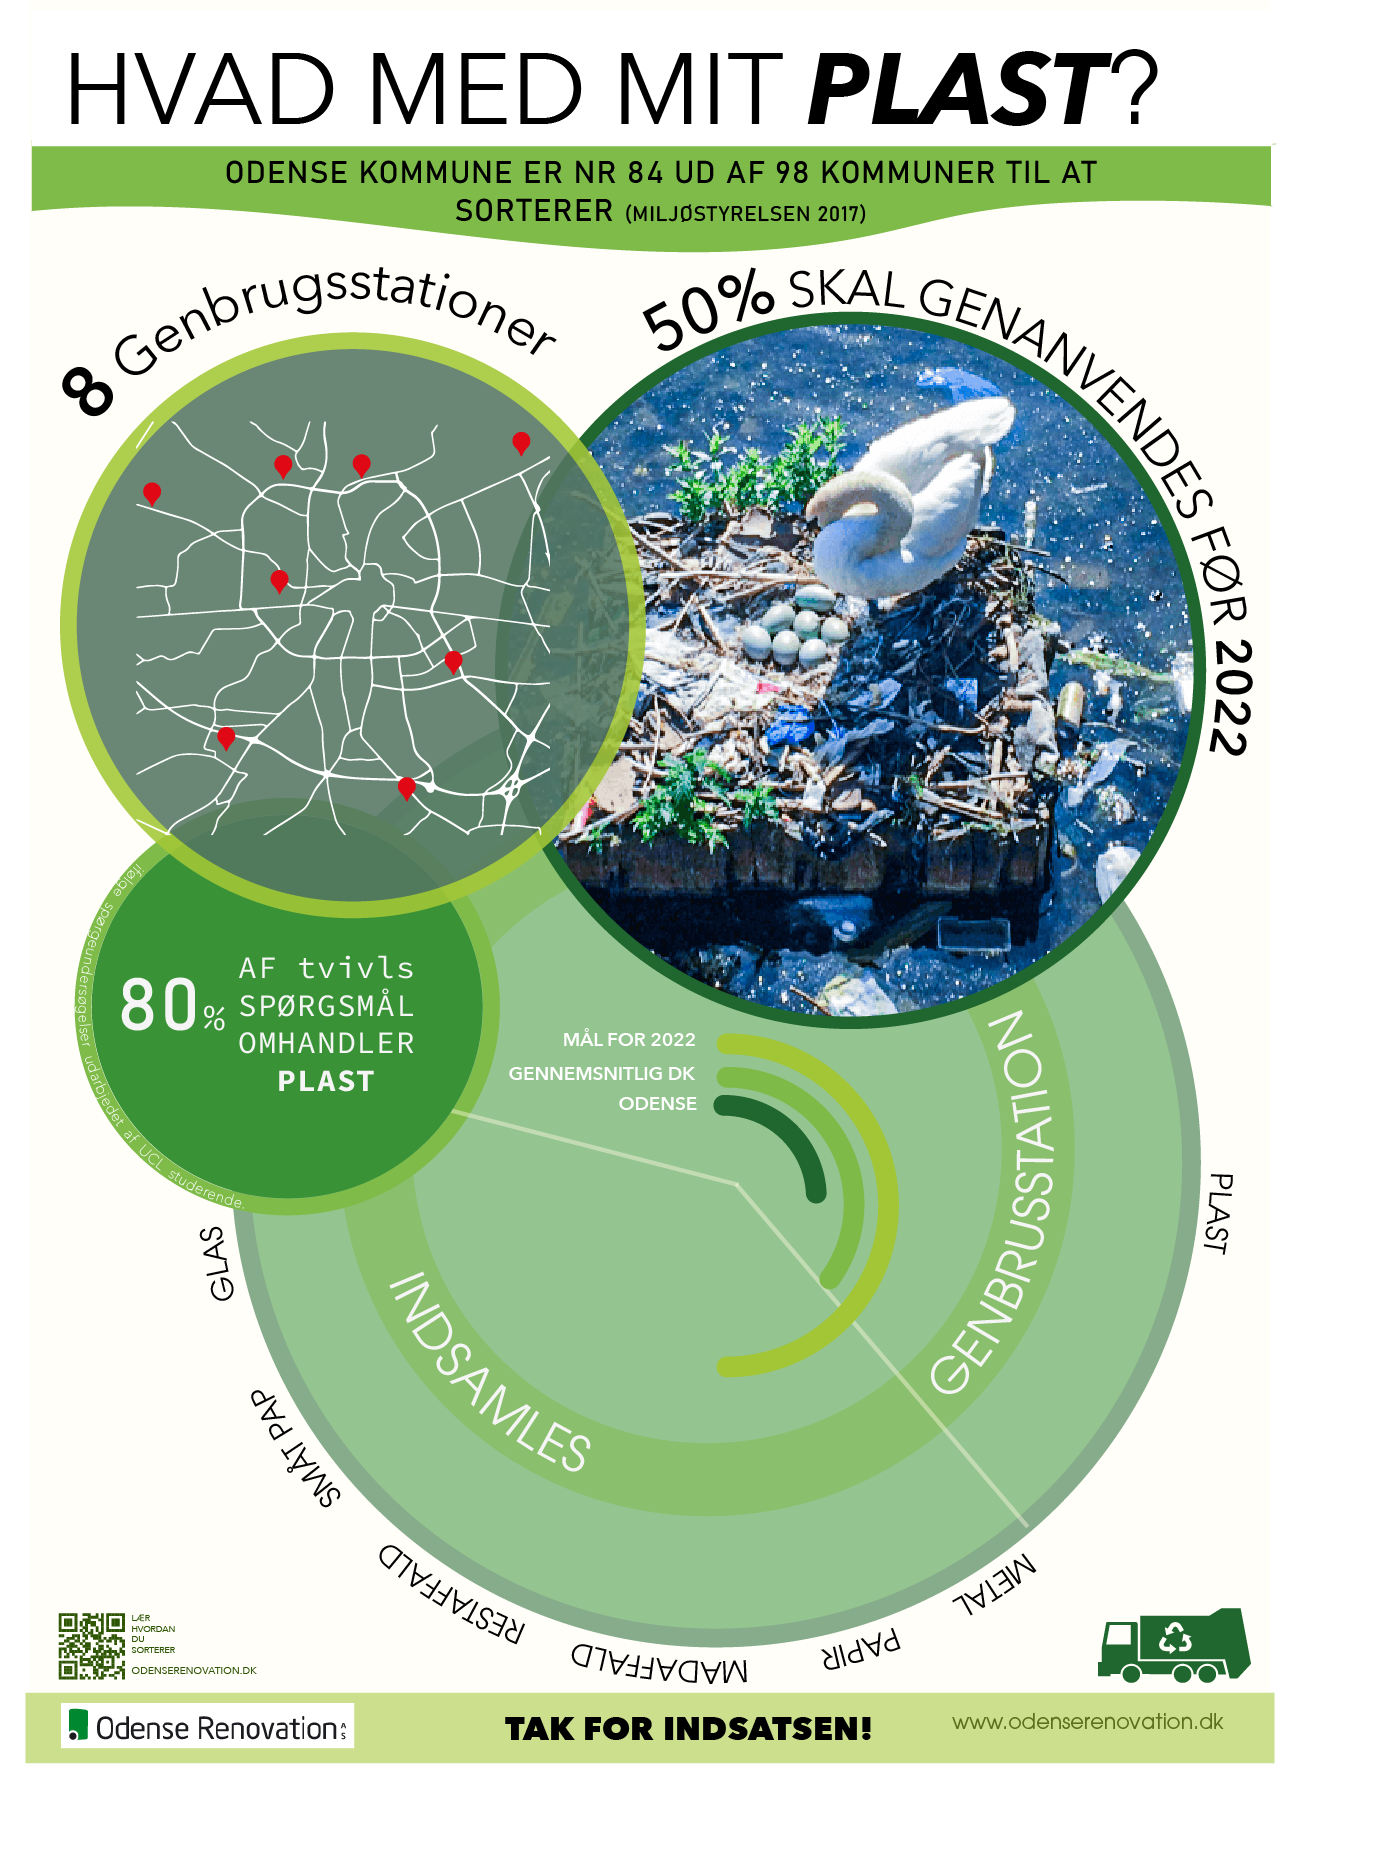 HVAD MED MIT PLAST?
ODENSE KOMMUNE ER NR 84 UD AF 98 KOMMUNER TIL AT
SORTERER (MILJØSTYRELSEN 2017)
8 Genbrugsstationer
50% SKAL GENANVENDES FØR 2022
ifølge spørgeundersøgelser udarbjedet af UCL studerende.
80% AF tvivls
SPØRGSMÅL
OMHANDLER
PLAST
MÅL FOR 2022
GENNEMSNITLIG DK
ODENSE
GENBRUSSTATION
INDSAMLES
PLAST
GLAS
SMÅT PAP
RESTAFFALD
MADAFFALD
PAPIR
METAL
LÆR
HVORDAN
DU
SORTERER
ODENSERENOVATION.DK
Odense Renovation A/S
TAK FOR INDSATSEN!
www.odenserenovation.dk